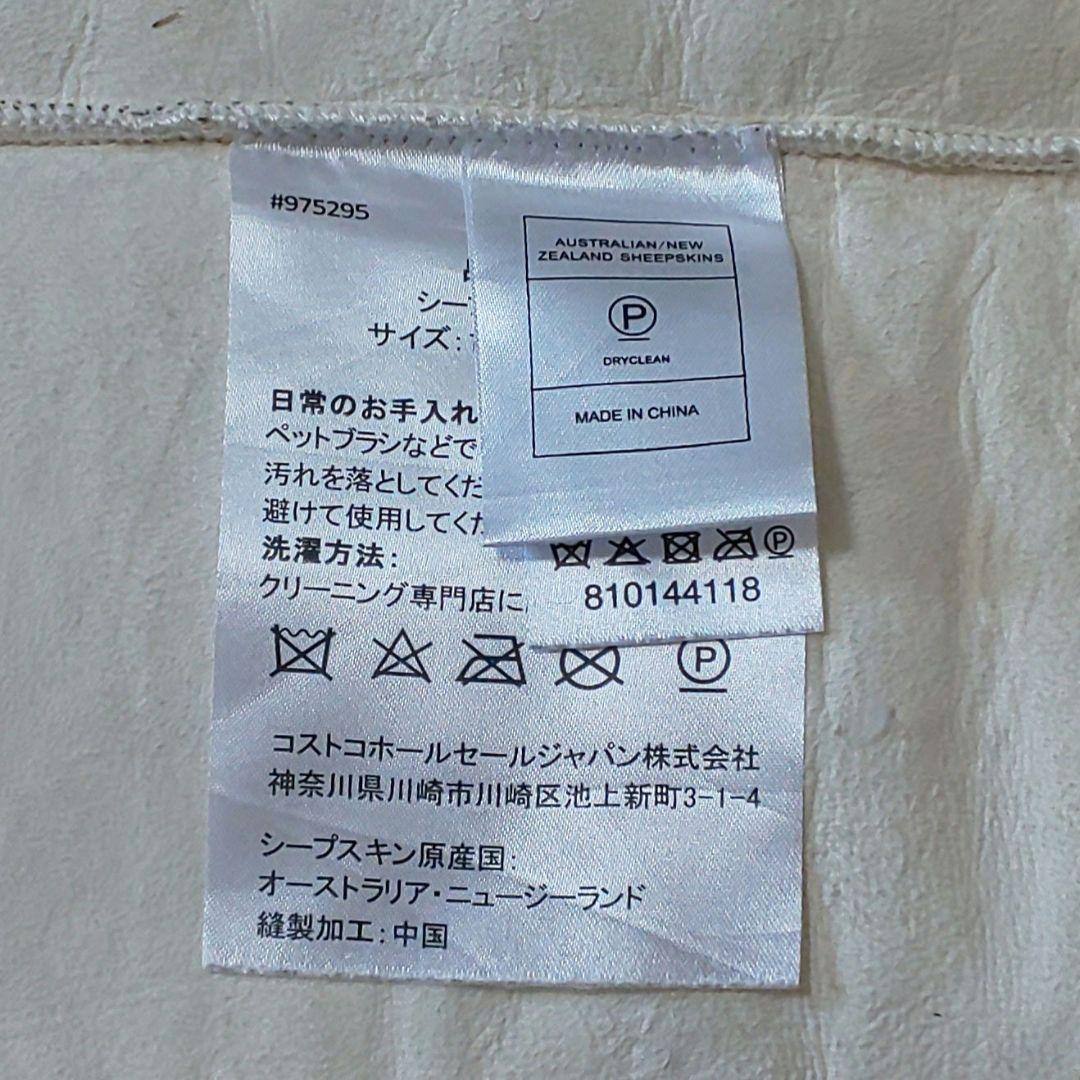 #975295
シー
サイズ:
日常のお手入れ
ペットブラシなどで
汚れを落としてくだ
避けて使用してくだ
洗濯方法:
クリーニング専門店に
P
コストコホールセールジャパン株式会社
神奈川県川崎市川崎区池上新町3-1-4
シープスキン原産国:
オーストラリア・ニュージーランド
縫製加工:中国
AUSTRALIAN/NEW
ZEALAND SHEEPSKINS
P
DRYCLEAN
MADE IN CHINA
P
810144118